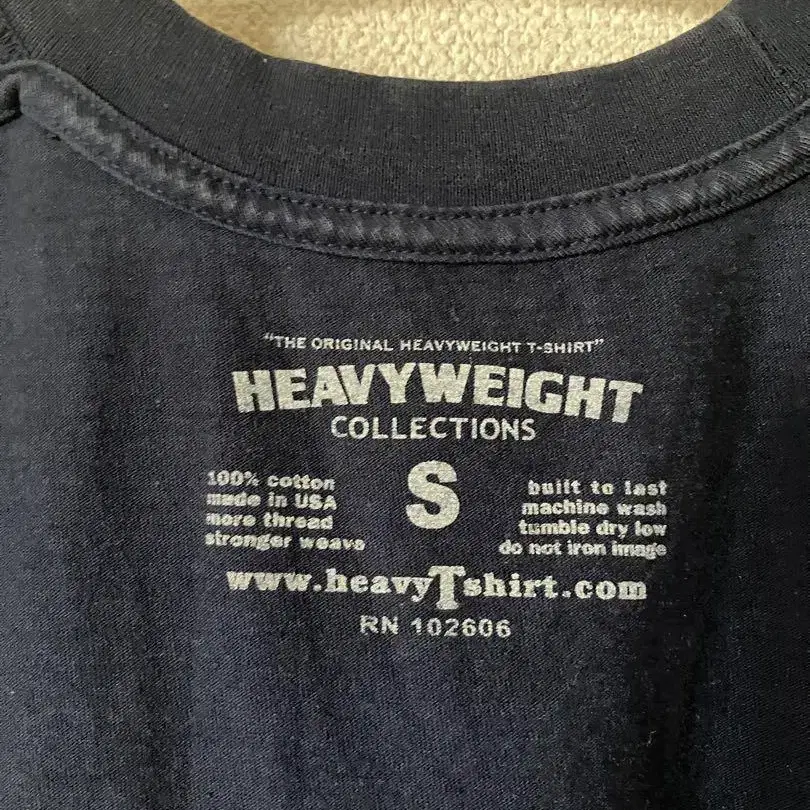 "THE ORIGINAL HEAVYWEIGHT T-SHIRT"
HEAVYWEIGHT
COLLECTIONS
S
100% cotton
made in USA
more thread
stronger weave
built to last
machine wash
tumble dry low
do not iron image
www.heavyTshirt.com
RN 102606